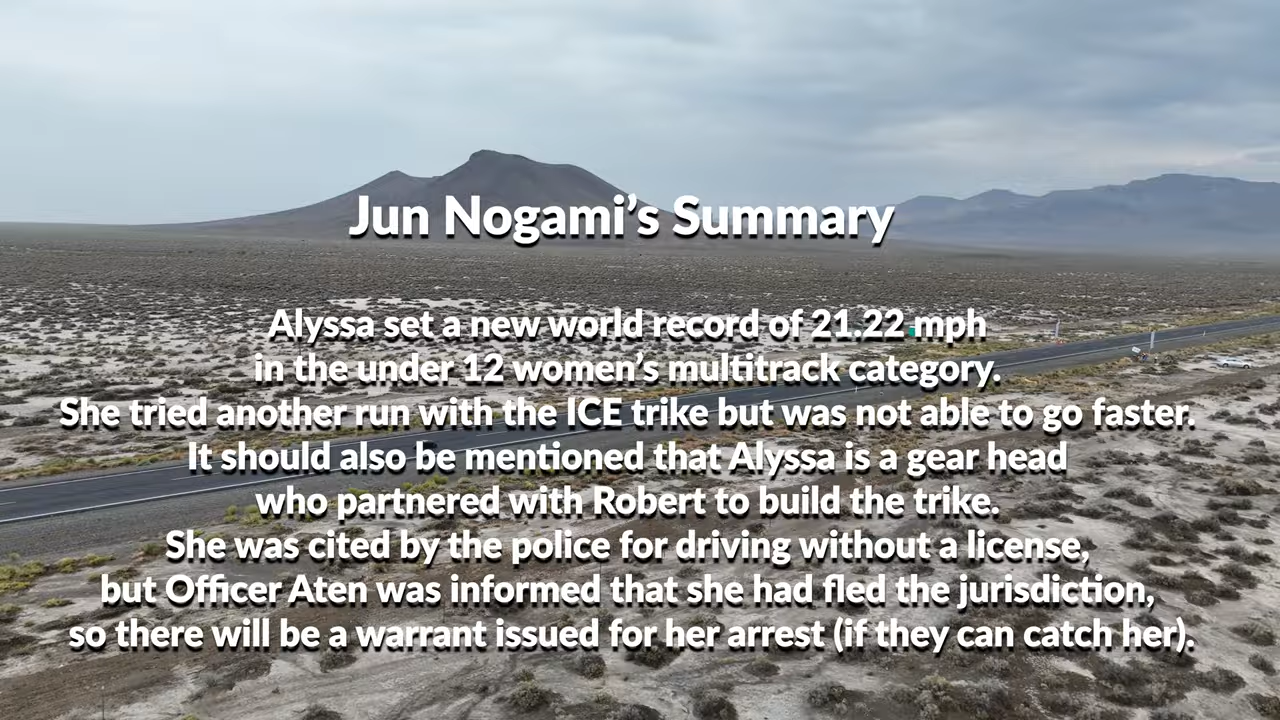 Jun Nogami’s Summary
Alyssa set a new world record of 21.22 mph
in the under 12 women’s multitrack category.
She tried another run with the ICE trike but was not able to go faster.
It should also be mentioned that Alyssa is a gear head
who partnered with Robert to build the trike.
She was cited by the police for driving without a license,
but Officer Aten was informed that she had fled the jurisdiction,
so there will be a warrant issued for her arrest (if they can catch her).